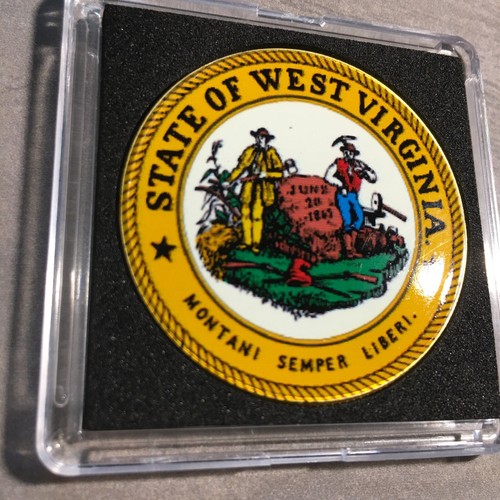 STATE OF WEST VIRGINIA.
JUNE
20
1863
MONTANI SEMPER LIBERI.